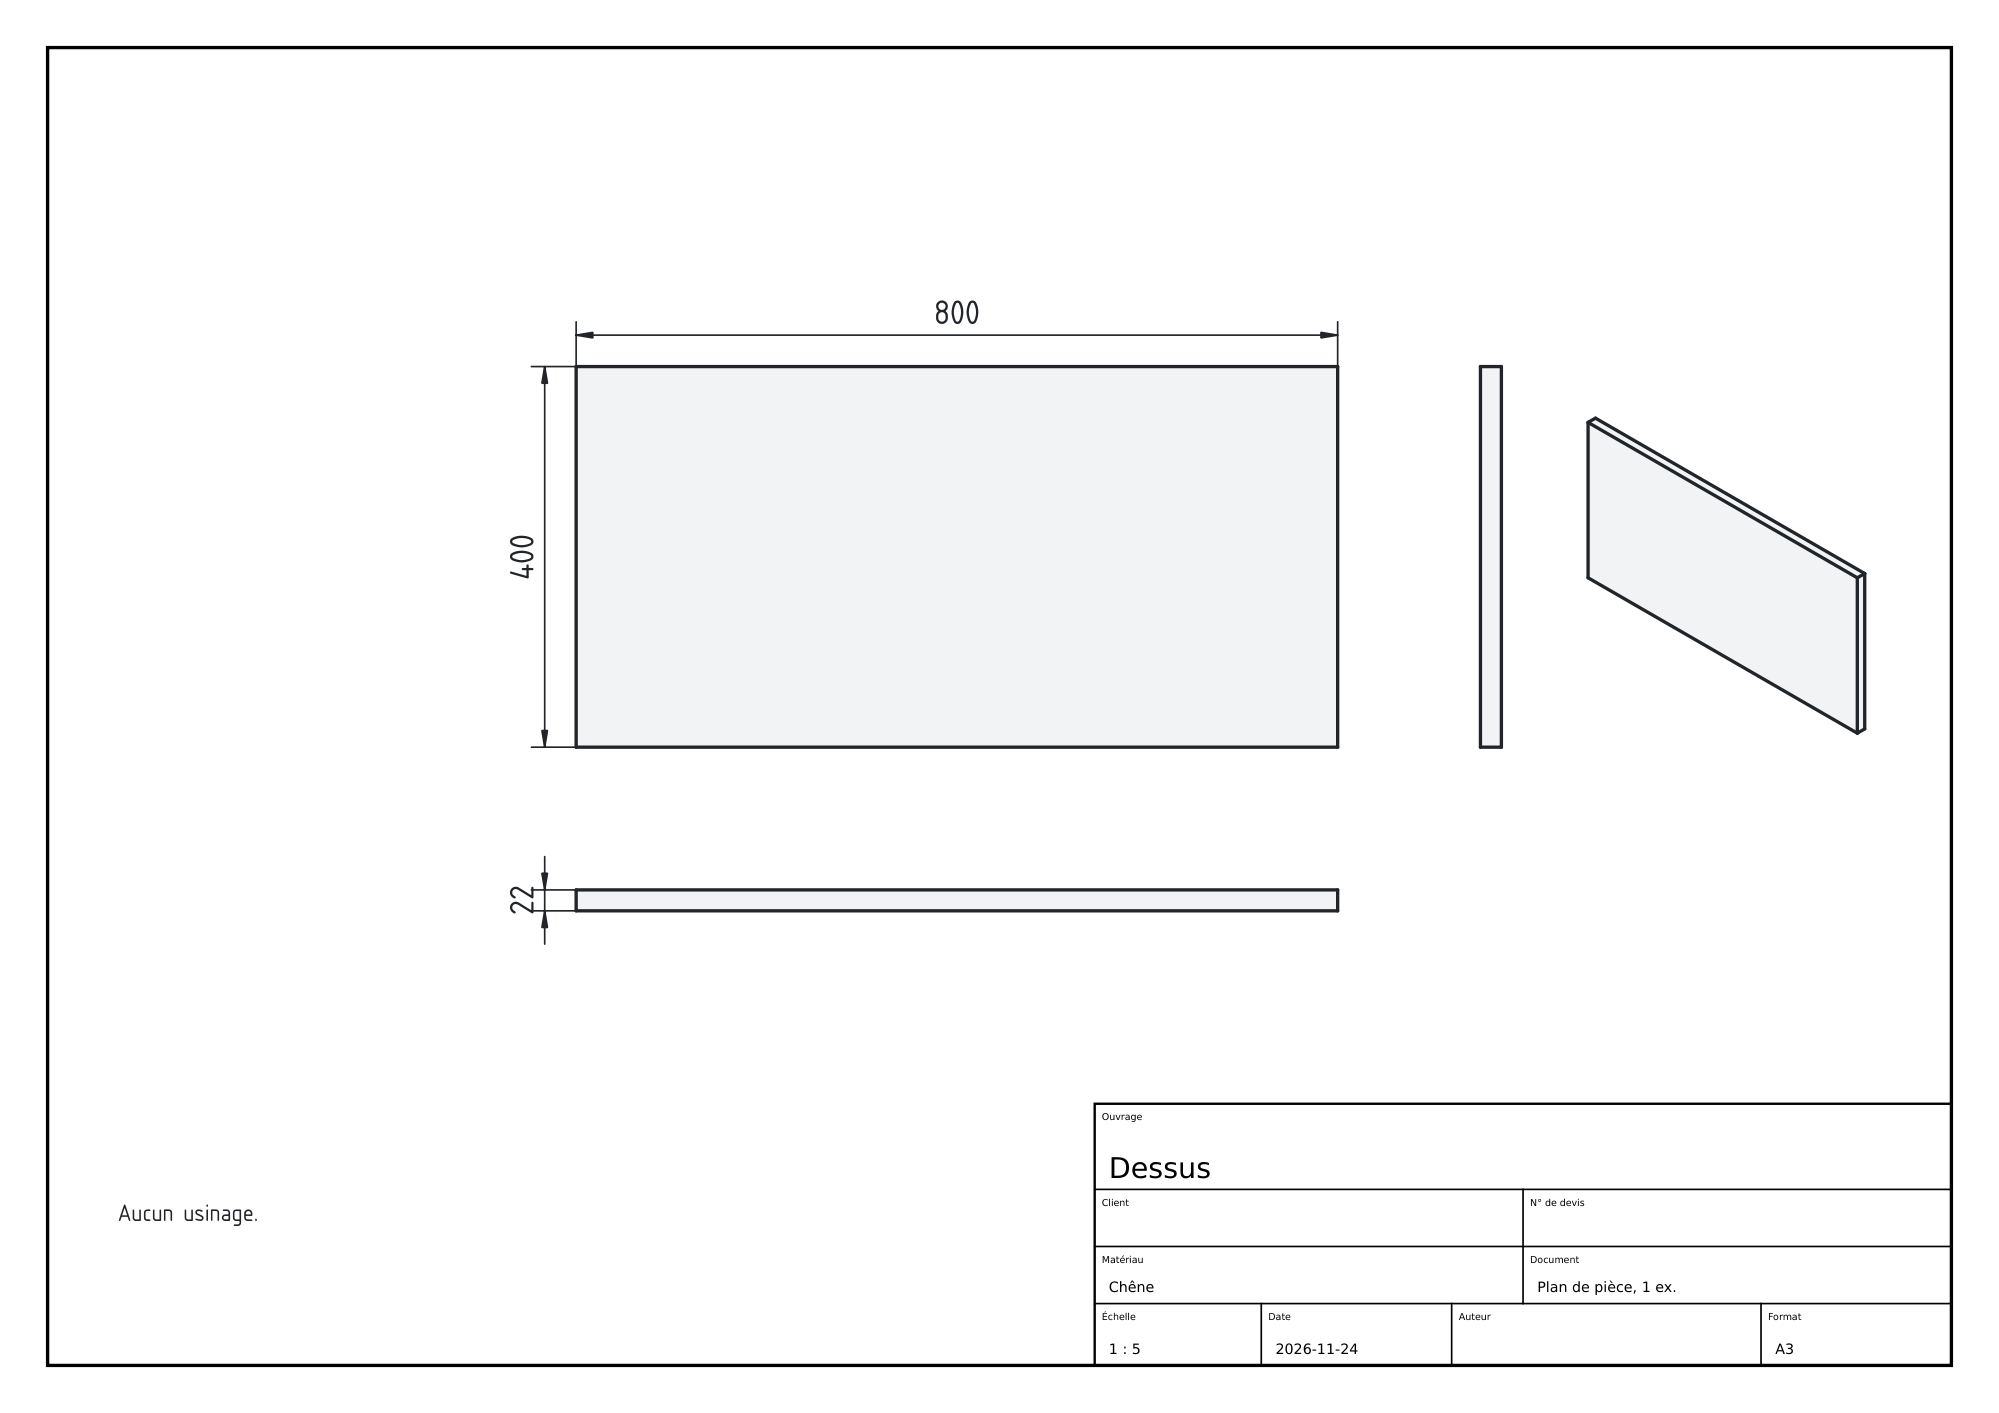 800
400
22
Aucun usinage.
Ouvrage
Dessus
Client
N° de devis
Matériau
Chêne
Document
Plan de pièce, 1 ex.
Échelle
1 : 5
Date
2026-11-24
Auteur
Format
A3